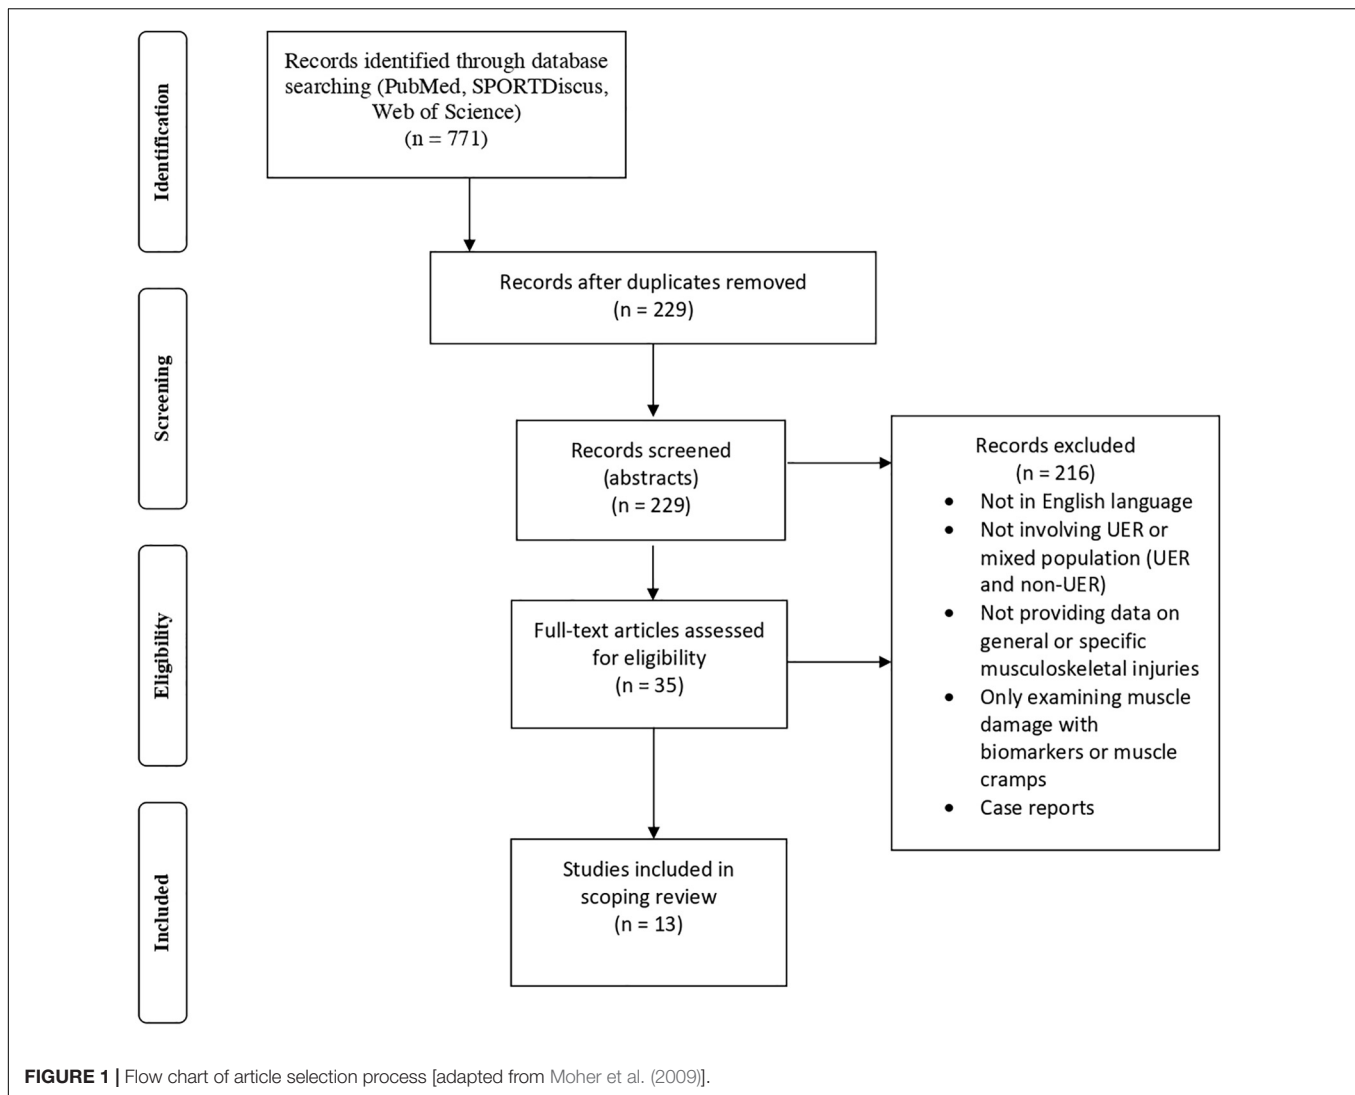 Identification
Records identified through database
searching (PubMed, SPORTDiscus,
Web of Science)
(n = 771)
Records after duplicates removed
(n = 229)
Screening
Records screened
(abstracts)
(n = 229)
Records excluded
(n = 216)
• Not in English language
• Not involving UER or
mixed population (UER
and non-UER)
• Not providing data on
general or specific
musculoskeletal injuries
• Only examining muscle
damage with
biomarkers or muscle
cramps
• Case reports
Eligibility
Full-text articles assessed
for eligibility
(n = 35)
Included
Studies included in
scoping review
(n = 13)
FIGURE 1 | Flow chart of article selection process [adapted from Moher et al. (2009)].